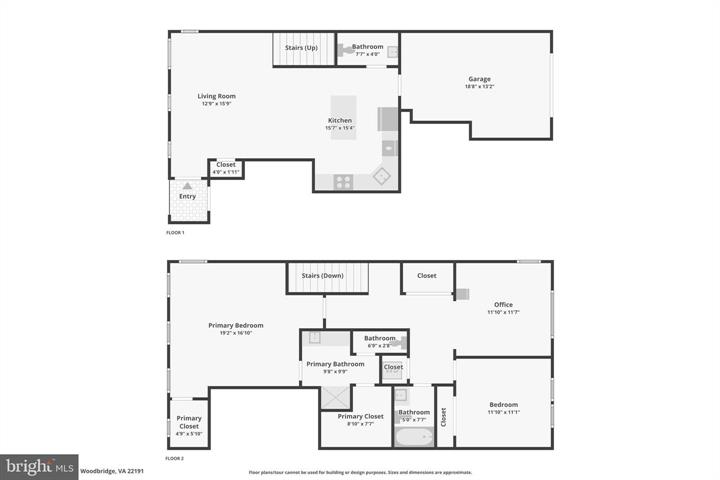 Stairs (Up)
Bathroom
7'7" x 4'0"
Garage
18'8" x 13'2"
Living Room
12'9" x 15'9"
Kitchen
15'7" x 15'4"
Closet
4'0" x 1'11"
Entry
FLOOR 1
Stairs (Down)
Closet
Office
11'10" x 11'7"
Primary Bedroom
19'2" x 16'10"
Bathroom
6'9" x 2'8"
Primary Bathroom
9'8" x 9'9"
Closet
Bedroom
11'10" x 11'1"
Primary
Closet
4'9" x 5'10"
Primary Closet
8'10" x 7'7"
Bathroom
5'0" x 7'7"
Closet
FLOOR 2
bright MLS
Woodbridge, VA 22191
Floor plans/tour cannot be used for building or design purposes. Sizes and dimensions are approximate.